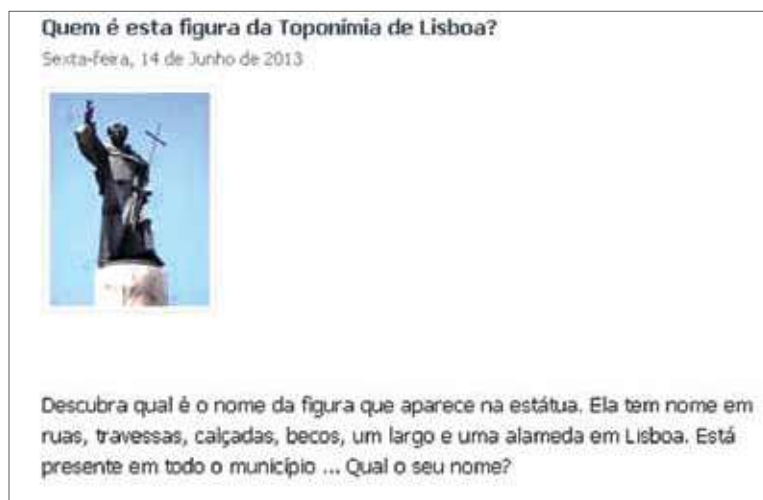 Quem é esta figura da Toponímia de Lisboa?
Sexta-feira, 14 de Junho de 2013
Descubra qual é o nome da figura que aparece na estátua. Ela tem nome em
ruas, travessas, calçadas, becos, um largo e uma alameda em Lisboa. Está
presente em todo o município ... Qual o seu nome?